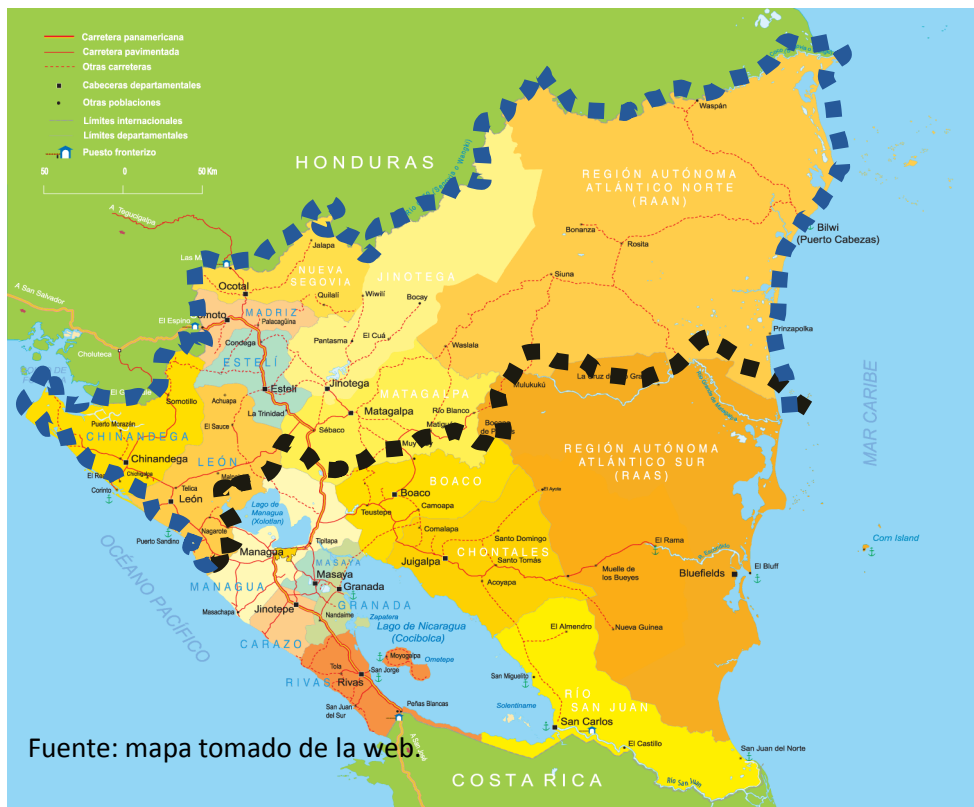 Carretera panamericana
Carretera pavimentada
Otras carreteras
Cabeceras departamentales
Otras poblaciones
Límites internacionales
Límites departamentales
Puesto fronterizo
50 0 50 Km
HONDURAS
A. Tegucigalpa
A San Salvador
Choluteca
Las M
El Espino
Waspán
REGIÓN AUTÓNOMA
ATLÁNTICO NORTE
(RAAN)
Bilwi
(Puerto Cabezas)
Bonanza
Rosita
Siuna
Prinzapolka
Waslala
Mulukukú
Jalapa
NUEVA
SEGOVIA
Ocotal
Quilalí
Wiwilí
JINOTEGA
Bocay
MADRIZ
Palacagüina
Condega
Pantasma
El Cuá
ESTELÍ
Estelí
Jinotega
La Trinidad
MATAGALPA
Matagalpa
Río Blanco
Sébaco
Muy
Somotillo
Achuapa
Puerto Morazán
El Sauce
CHINANDEGA
Chinandega
LEÓN
Corinto
Telica
León
Nagarote
Puerto Sandino
Lago de
Managua
(Xolotlan)
BOACO
Boaco
Teustepe
Camoapa
Comalapa
El Ayote
REGIÓN AUTÓNOMA
ATLÁNTICO SUR
(RAAS)
MAR CARIBE
Corn Island
Santo Domingo
CHONTALES
Santo Tomás
Juigalpa
Acoyapa
El Rama
Muelle de
los Bueyes
Bluefields
El Bluff
Nueva Guinea
El Almendro
Tipitapa
Managua
MASAYA
Masaya
Granada
MANAGUA
GRANADA
Jinotepe
Nandaime
Zapatera
Masachapa
CARAZO
OCÉANO PACÍFICO
Lago de Nicaragua
(Cocibolca)
Moyogalpa
Ometepe
Tola
San Jorge
RIVAS
Rivas
San Juan
del Sur
Peñas Blancas
San Miguelito
Solentiname
RÍO
SAN JUAN
San Carlos
El Castillo
San Juan del Norte
Río San Juan
A San José
COSTA RICA
Fuente: mapa tomado de la web.